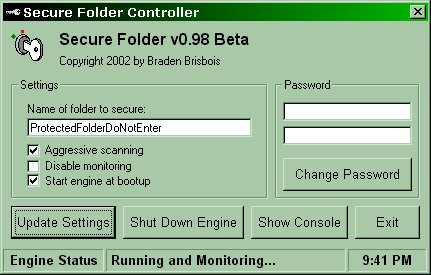 Secure Folder Controller
Secure Folder v0.98 Beta
Copyright 2002 by Braden Brisbois
Settings
Name of folder to secure:
ProtectedFolderDoNotEnter
Aggressive scanning
Disable monitoring
Start engine at bootup
Password
Change Password
Update Settings
Shut Down Engine
Show Console
Exit
Engine Status
Running and Monitoring...
9:41 PM